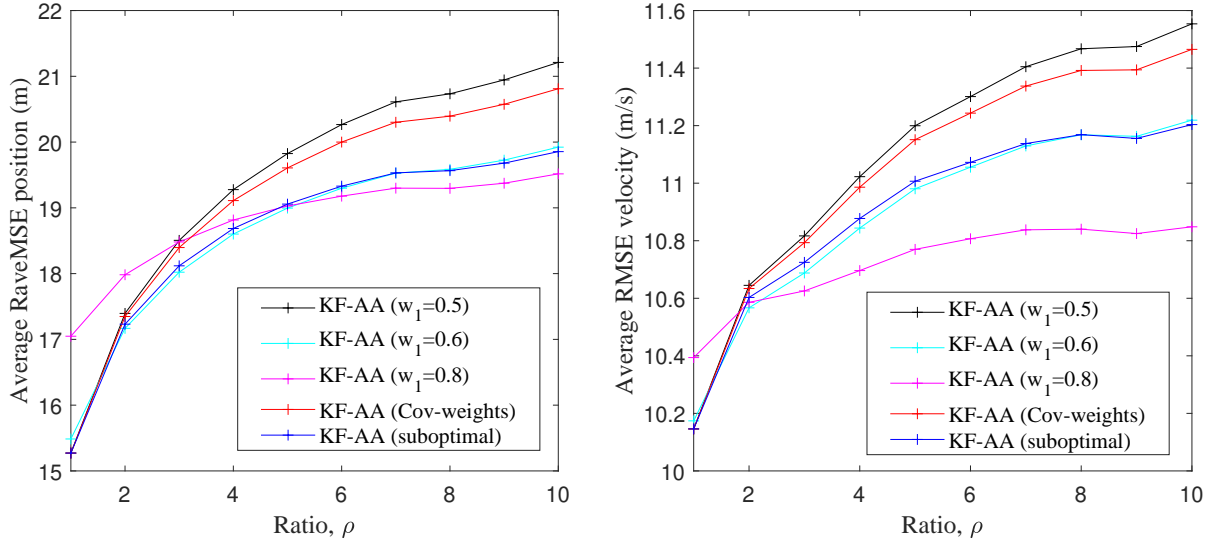 Average RaveMSE position (m)
22
21
20
19
18
17
16
15
2
4
6
8
10
Ratio, ρ
KF-AA (w1=0.5)
KF-AA (w1=0.6)
KF-AA (w1=0.8)
KF-AA (Cov-weights)
KF-AA (suboptimal)
Average RMSE velocity (m/s)
11.6
11.4
11.2
11
10.8
10.6
10.4
10.2
10
2
4
6
8
10
Ratio, ρ
KF-AA (w1=0.5)
KF-AA (w1=0.6)
KF-AA (w1=0.8)
KF-AA (Cov-weights)
KF-AA (suboptimal)